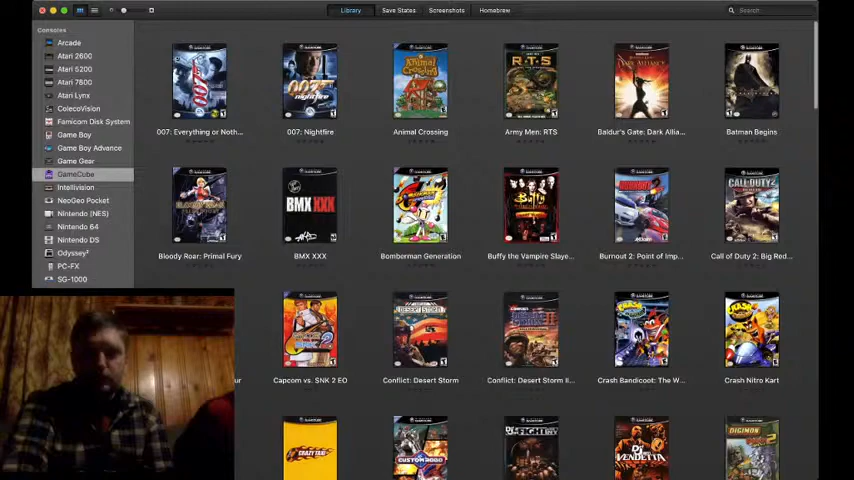 Library
Save States
Screenshots
Homebrew
Search
Consoles
Arcade
Atari 2600
Atari 5200
Atari 7800
Atari Lynx
ColecoVision
Famicom Disk System
Game Boy
Game Boy Advance
Game Gear
GameCube
Intellivision
NeoGeo Pocket
Nintendo (NES)
Nintendo 64
Nintendo DS
Odyssey²
PC-FX
SG-1000
007: Everything or Noth...
007: Nightfire
Animal Crossing
Army Men: RTS
Baldur's Gate: Dark Allia...
Batman Begins
Bloody Roar: Primal Fury
BMX XXX
Bomberman Generation
Buffy the Vampire Slaye...
Burnout 2: Point of Imp...
Call of Duty 2: Big Red...
Capcom vs. SNK 2 EO
Conflict: Desert Storm
Conflict: Desert Storm II...
Crash Bandicoot: The W...
Crash Nitro Kart